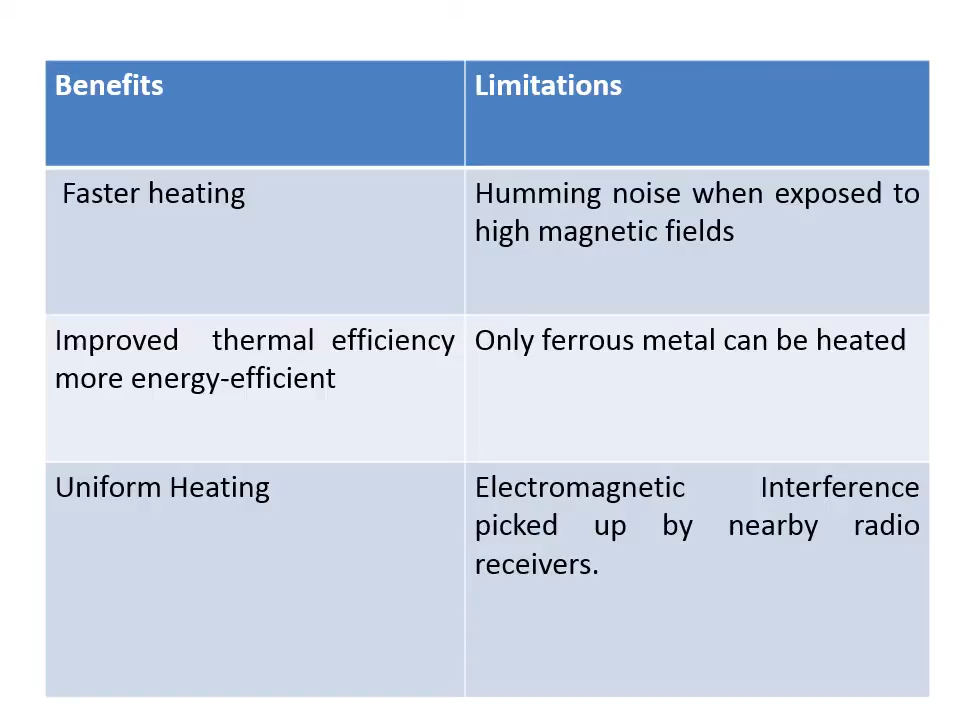 Benefits
Limitations
Faster heating
Humming noise when exposed to
high magnetic fields
Improved thermal efficiency
more energy-efficient
Only ferrous metal can be heated
Uniform Heating
Electromagnetic Interference
picked up by nearby radio
receivers.